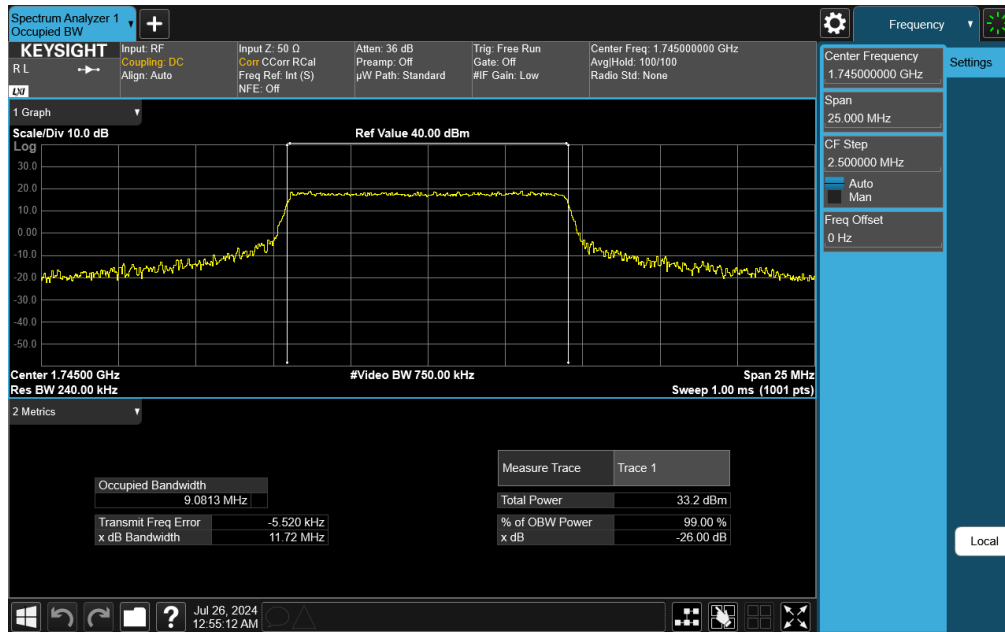 Spectrum Analyzer 1
Occupied BW
Frequency
KEYSIGHT
R L
LXI
Input: RF
Coupling: DC
Align: Auto
Input Z: 50 Ω
Corr CCorr RCal
Freq Ref: Int (S)
NFE: Off
Atten: 36 dB
Preamp: Off
µW Path: Standard
Trig: Free Run
Gate: Off
#IF Gain: Low
Center Freq: 1.745000000 GHz
Avg|Hold: 100/100
Radio Std: None
Center Frequency
1.745000000 GHz
Settings
Span
25.000 MHz
CF Step
2.500000 MHz
Auto
Man
Freq Offset
0 Hz
Local
1 Graph
Scale/Div 10.0 dB
Ref Value 40.00 dBm
Log
30.0
20.0
10.0
0.00
-10.0
-20.0
-30.0
-40.0
-50.0
Center 1.74500 GHz
#Video BW 750.00 kHz
Span 25 MHz
Res BW 240.00 kHz
Sweep 1.00 ms (1001 pts)
2 Metrics
Measure Trace
Trace 1
Occupied Bandwidth
9.0813 MHz
Total Power
33.2 dBm
Transmit Freq Error
-5.520 kHz
% of OBW Power
99.00 %
x dB Bandwidth
11.72 MHz
x dB
-26.00 dB
?
Jul 26, 2024
12:55:12 AM